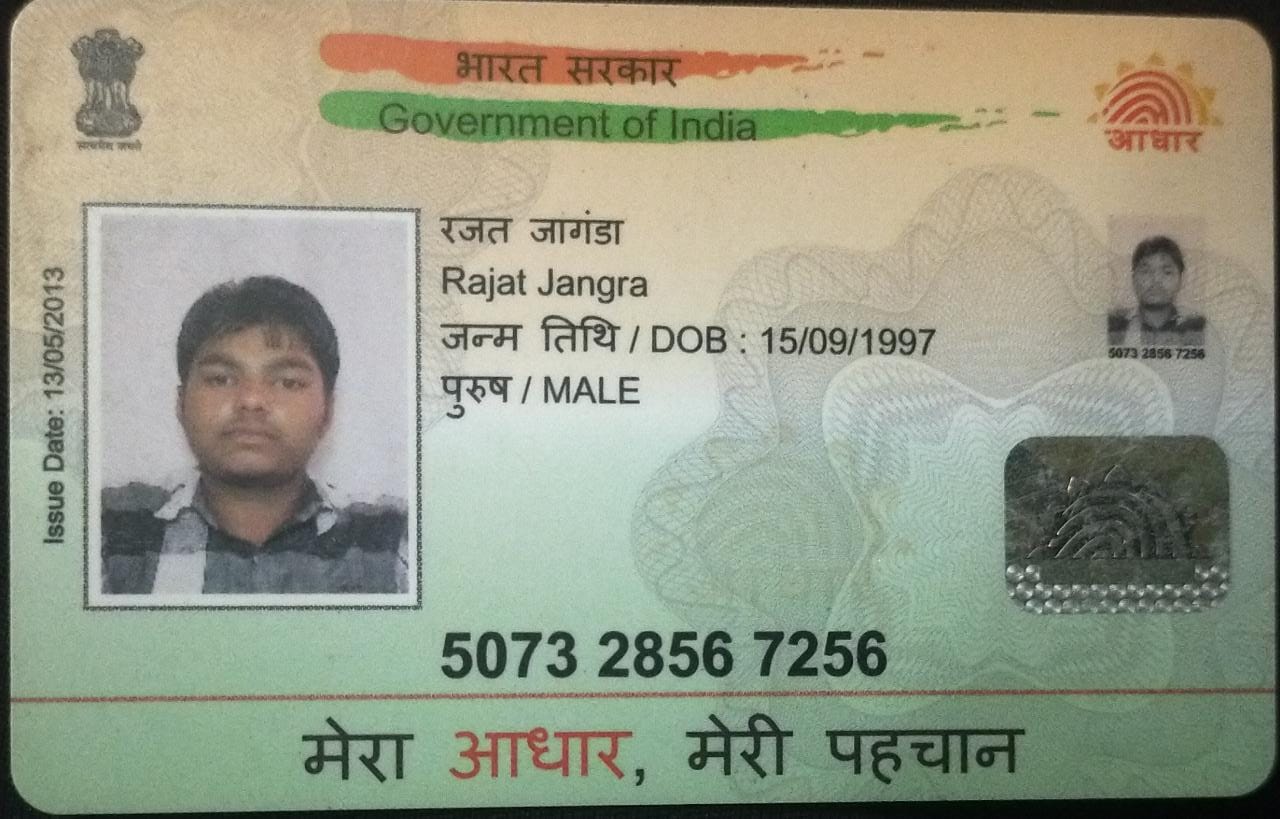 भारत सरकार
Government of India
आधार
सत्यमेव जयते
रजत जागंडा
Rajat Jangra
जन्म तिथि / DOB : 15/09/1997
पुरुष / MALE
Issue Date: 13/05/2013
5073 2856 7256
5073 2856 7256
मेरा आधार, मेरी पहचान